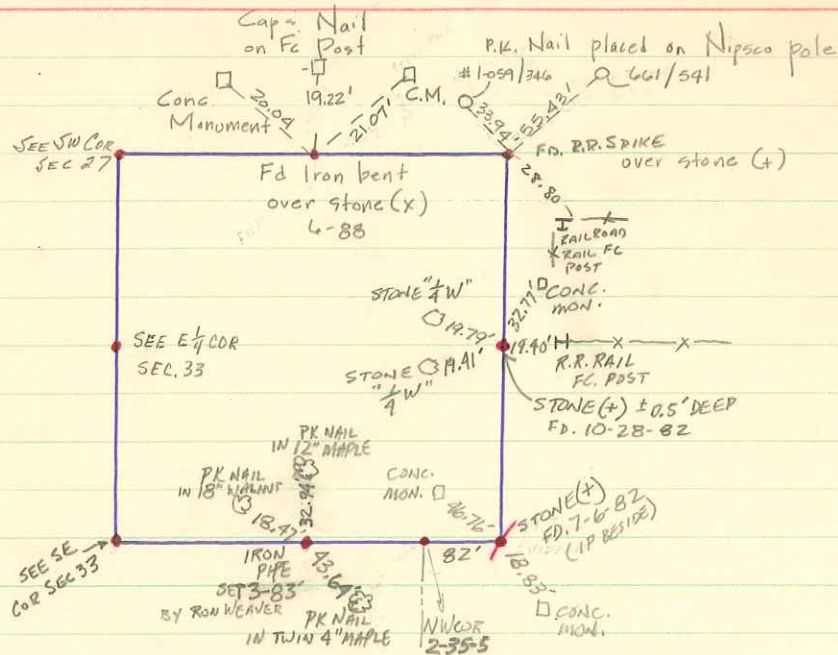 Cap & Nail
on Fc Post
P.K. Nail placed on Nipsco pole
#1-059/346
661/541
Conc
Monument
20.04
19.22'
21.07'
C.M.
33.94'
55.43'
SEE SW COR
SEC 27
Fd Iron bent
over stone (x)
6-88
FD. R.R. SPIKE
over stone (+)
28.80
RAILROAD
RAIL FC
POST
STONE "1/4 W"
19.79'
32.77'
CONC.
MON.
SEE E 1/4 COR
SEC. 33
STONE
"1/4 W"
19.41'
19.40'
R.R. RAIL
FC. POST
STONE (+) ± 0.5' DEEP
FD. 10-28-82
PK NAIL
IN 12" MAPLE
PK NAIL
IN 18" WALNUT
18.47'
32.94'
CONC.
MON.
STONE (+)
FD. 7-6-82
(IP BESIDE)
SEE SE
COR SEC 33
IRON
PIPE
SET 3-83'
BY RON WEAVER
43.64'
PK NAIL
IN TWIN 4" MAPLE
82'
NW COR
2-35-5
18.83'
CONC.
MON.